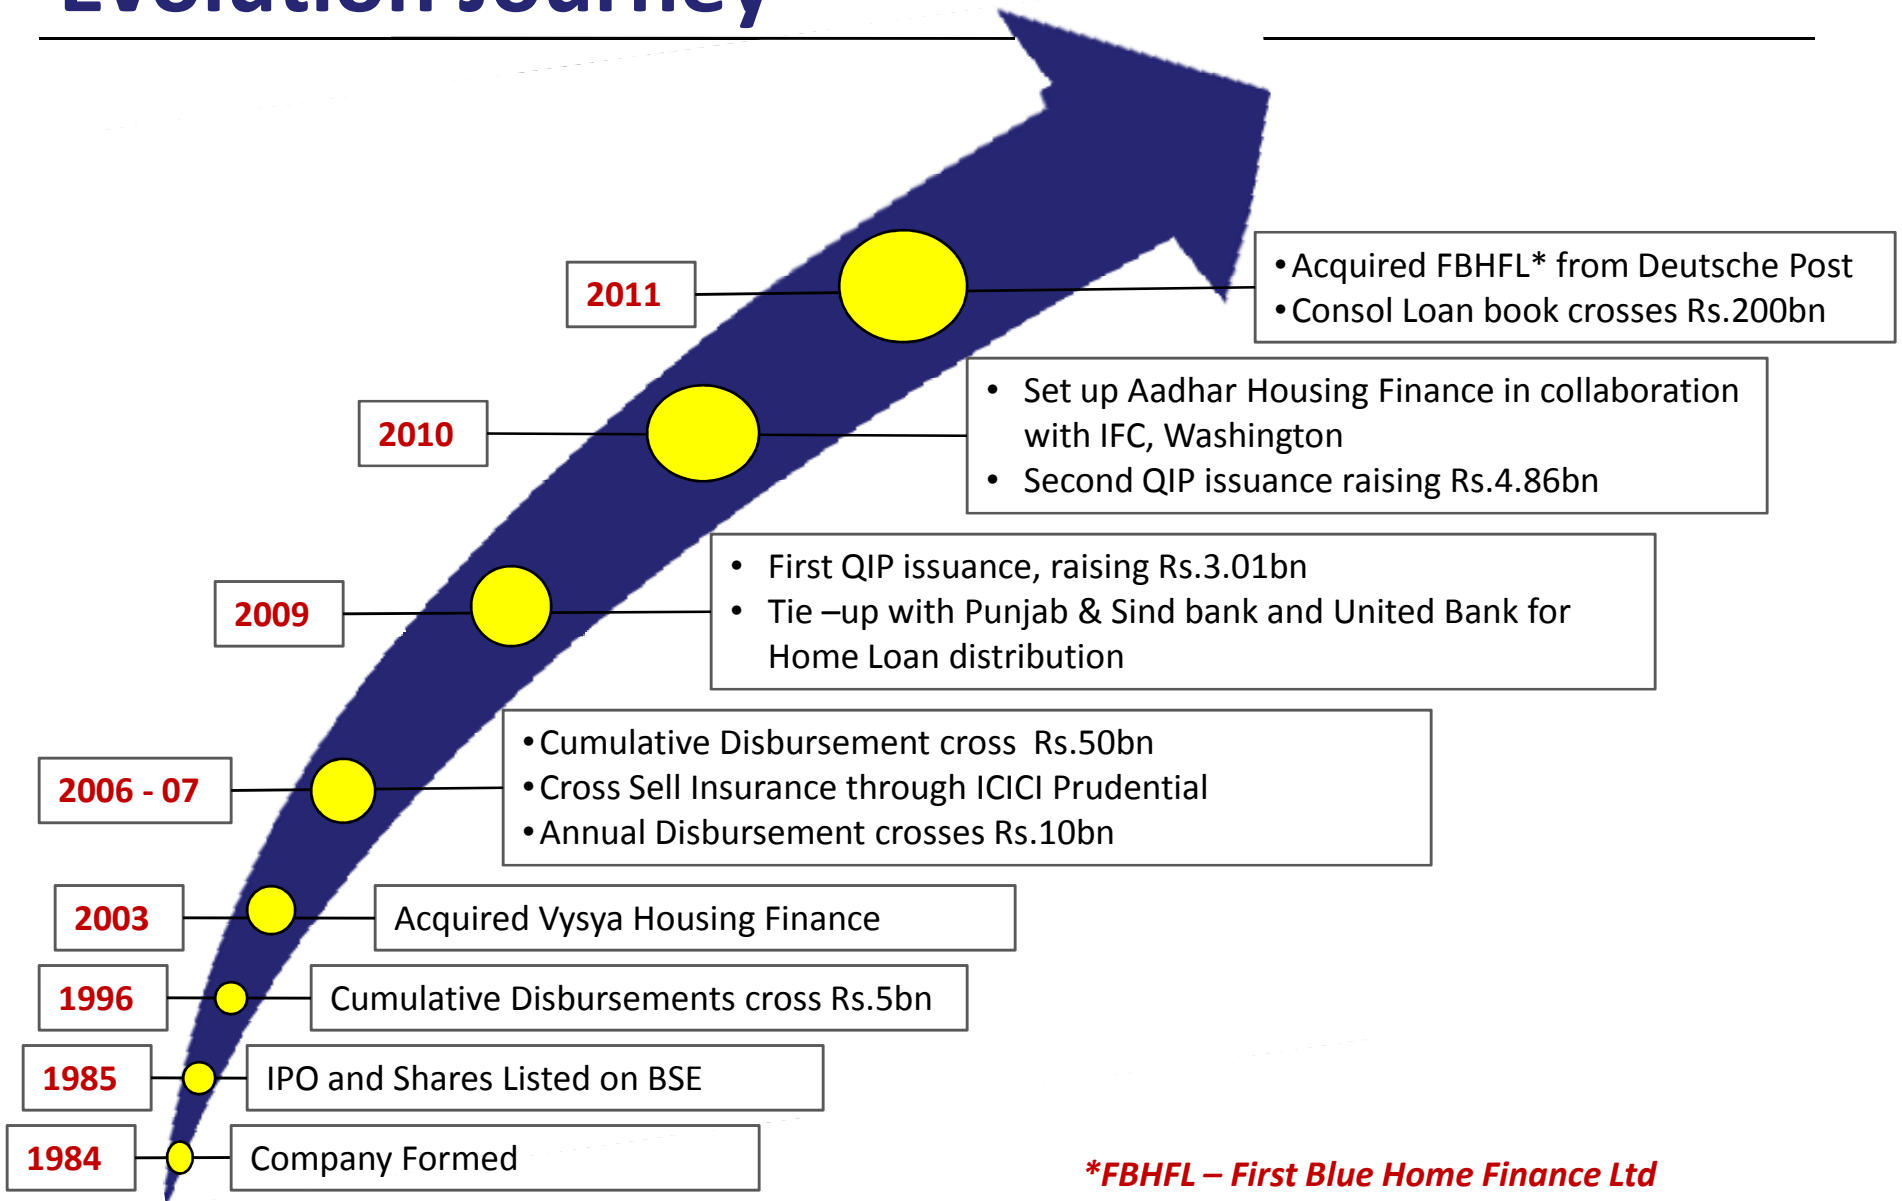 Evolution Journey
2011
• Acquired FBHFL* from Deutsche Post
• Consol Loan book crosses Rs.200bn
2010
• Set up Aadhar Housing Finance in collaboration
with IFC, Washington
• Second QIP issuance raising Rs.4.86bn
2009
• First QIP issuance, raising Rs.3.01bn
• Tie –up with Punjab & Sind bank and United Bank for
Home Loan distribution
2006 - 07
• Cumulative Disbursement cross  Rs.50bn
• Cross Sell Insurance through ICICI Prudential
• Annual Disbursement crosses Rs.10bn
2003
Acquired Vysya Housing Finance
1996
Cumulative Disbursements cross Rs.5bn
1985
IPO and Shares Listed on BSE
1984
Company Formed
*FBHFL – First Blue Home Finance Ltd